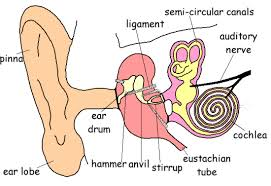 semi-circular canals
ligament
auditory
nerve
pinna
ear
drum
cochlea
hammer anvil stirrup
eustachian
tube
ear lobe